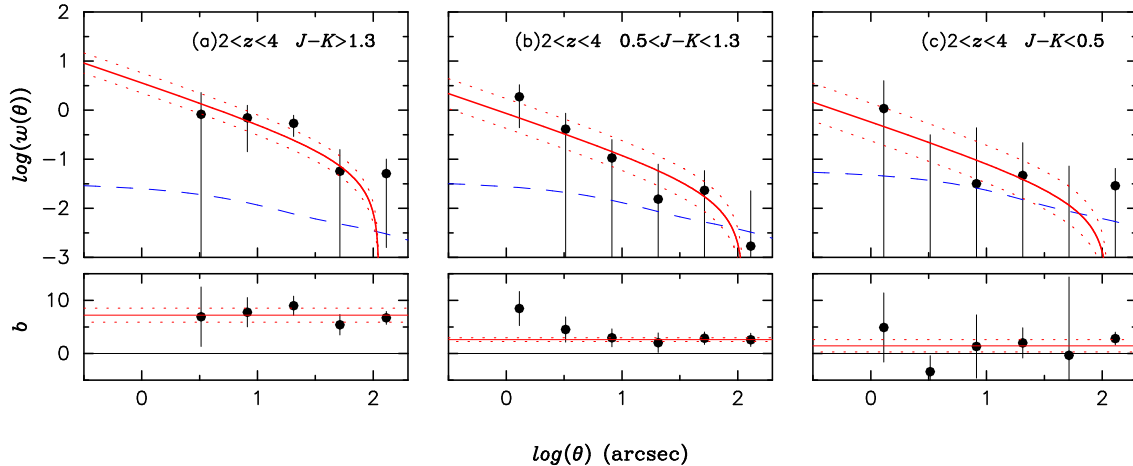 (a)2<z<4 J−K>1.3
(b)2<z<4 0.5<J−K<1.3
(c)2<z<4 J−K<0.5
log(w(θ))
2
1
0
−1
−2
−3
b
10
0
0 1 2
0 1 2
0 1 2
log(θ) (arcsec)